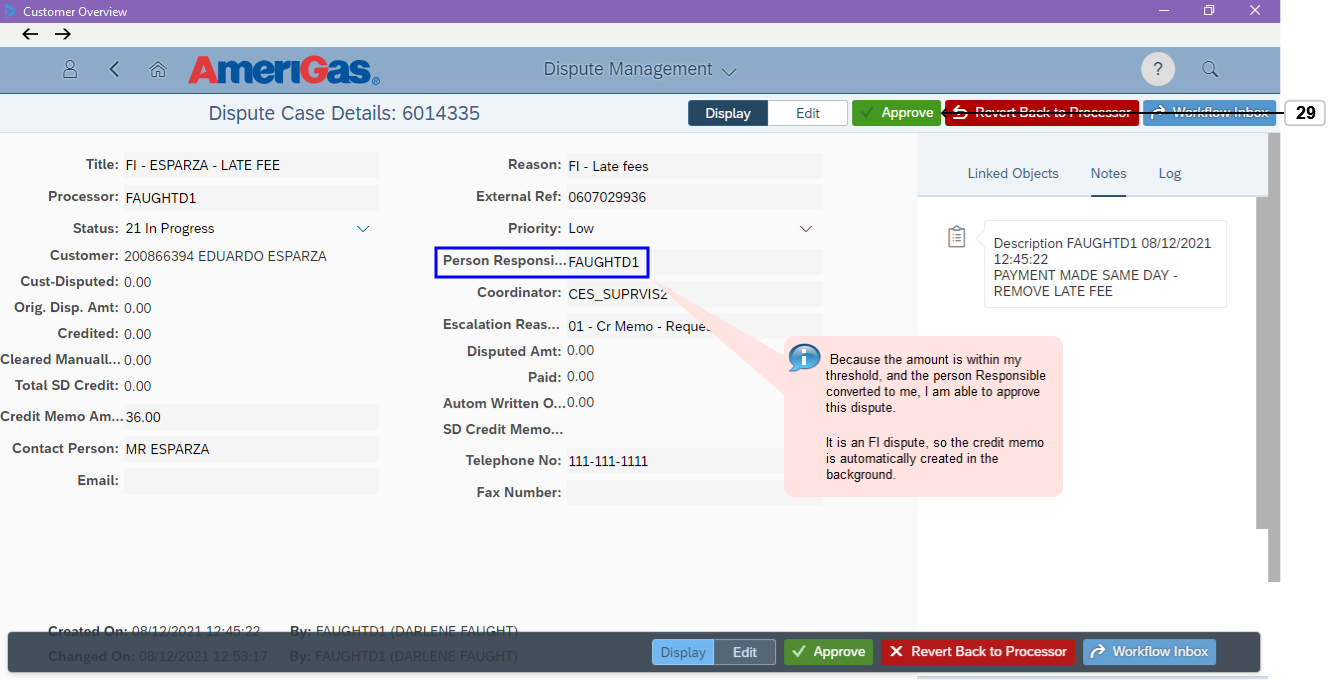 Customer Overview
AmeriGas
Dispute Management
?
Dispute Case Details: 6014335
Display
Edit
Approve
Revert Back to Processor
Workflow Inbox
29
Title: FI - ESPARZA - LATE FEE
Processor: FAUGHTD1
Status: 21 In Progress
Customer: 200866394 EDUARDO ESPARZA
Cust-Disputed: 0.00
Orig. Disp. Amt: 0.00
Credited: 0.00
Cleared Manuall... 0.00
Total SD Credit: 0.00
Credit Memo Am... 36.00
Contact Person: MR ESPARZA
Email:
Reason: FI - Late fees
External Ref: 0607029936
Priority: Low
Person Responsi... FAUGHTD1
Coordinator: CES_SUPRVIS2
Escalation Reas... 01 - Cr Memo - Reque
Disputed Amt: 0.00
Paid: 0.00
Autom Written O... 0.00
SD Credit Memo...
Telephone No: 111-111-1111
Fax Number:
Linked Objects
Notes
Log
Description FAUGHTD1 08/12/2021
12:45:22
PAYMENT MADE SAME DAY -
REMOVE LATE FEE
Because the amount is within my
threshold, and the person Responsible
converted to me, I am able to approve
this dispute.
It is an FI dispute, so the credit memo
is automatically created in the
background.
Created On: 08/12/2021 12:45:22 By: FAUGHTD1 (DARLENE FAUGHT)
Changed On: 08/12/2021 12:53:17 By: FAUGHTD1 (DARLENE FAUGHT)
Display
Edit
Approve
Revert Back to Processor
Workflow Inbox